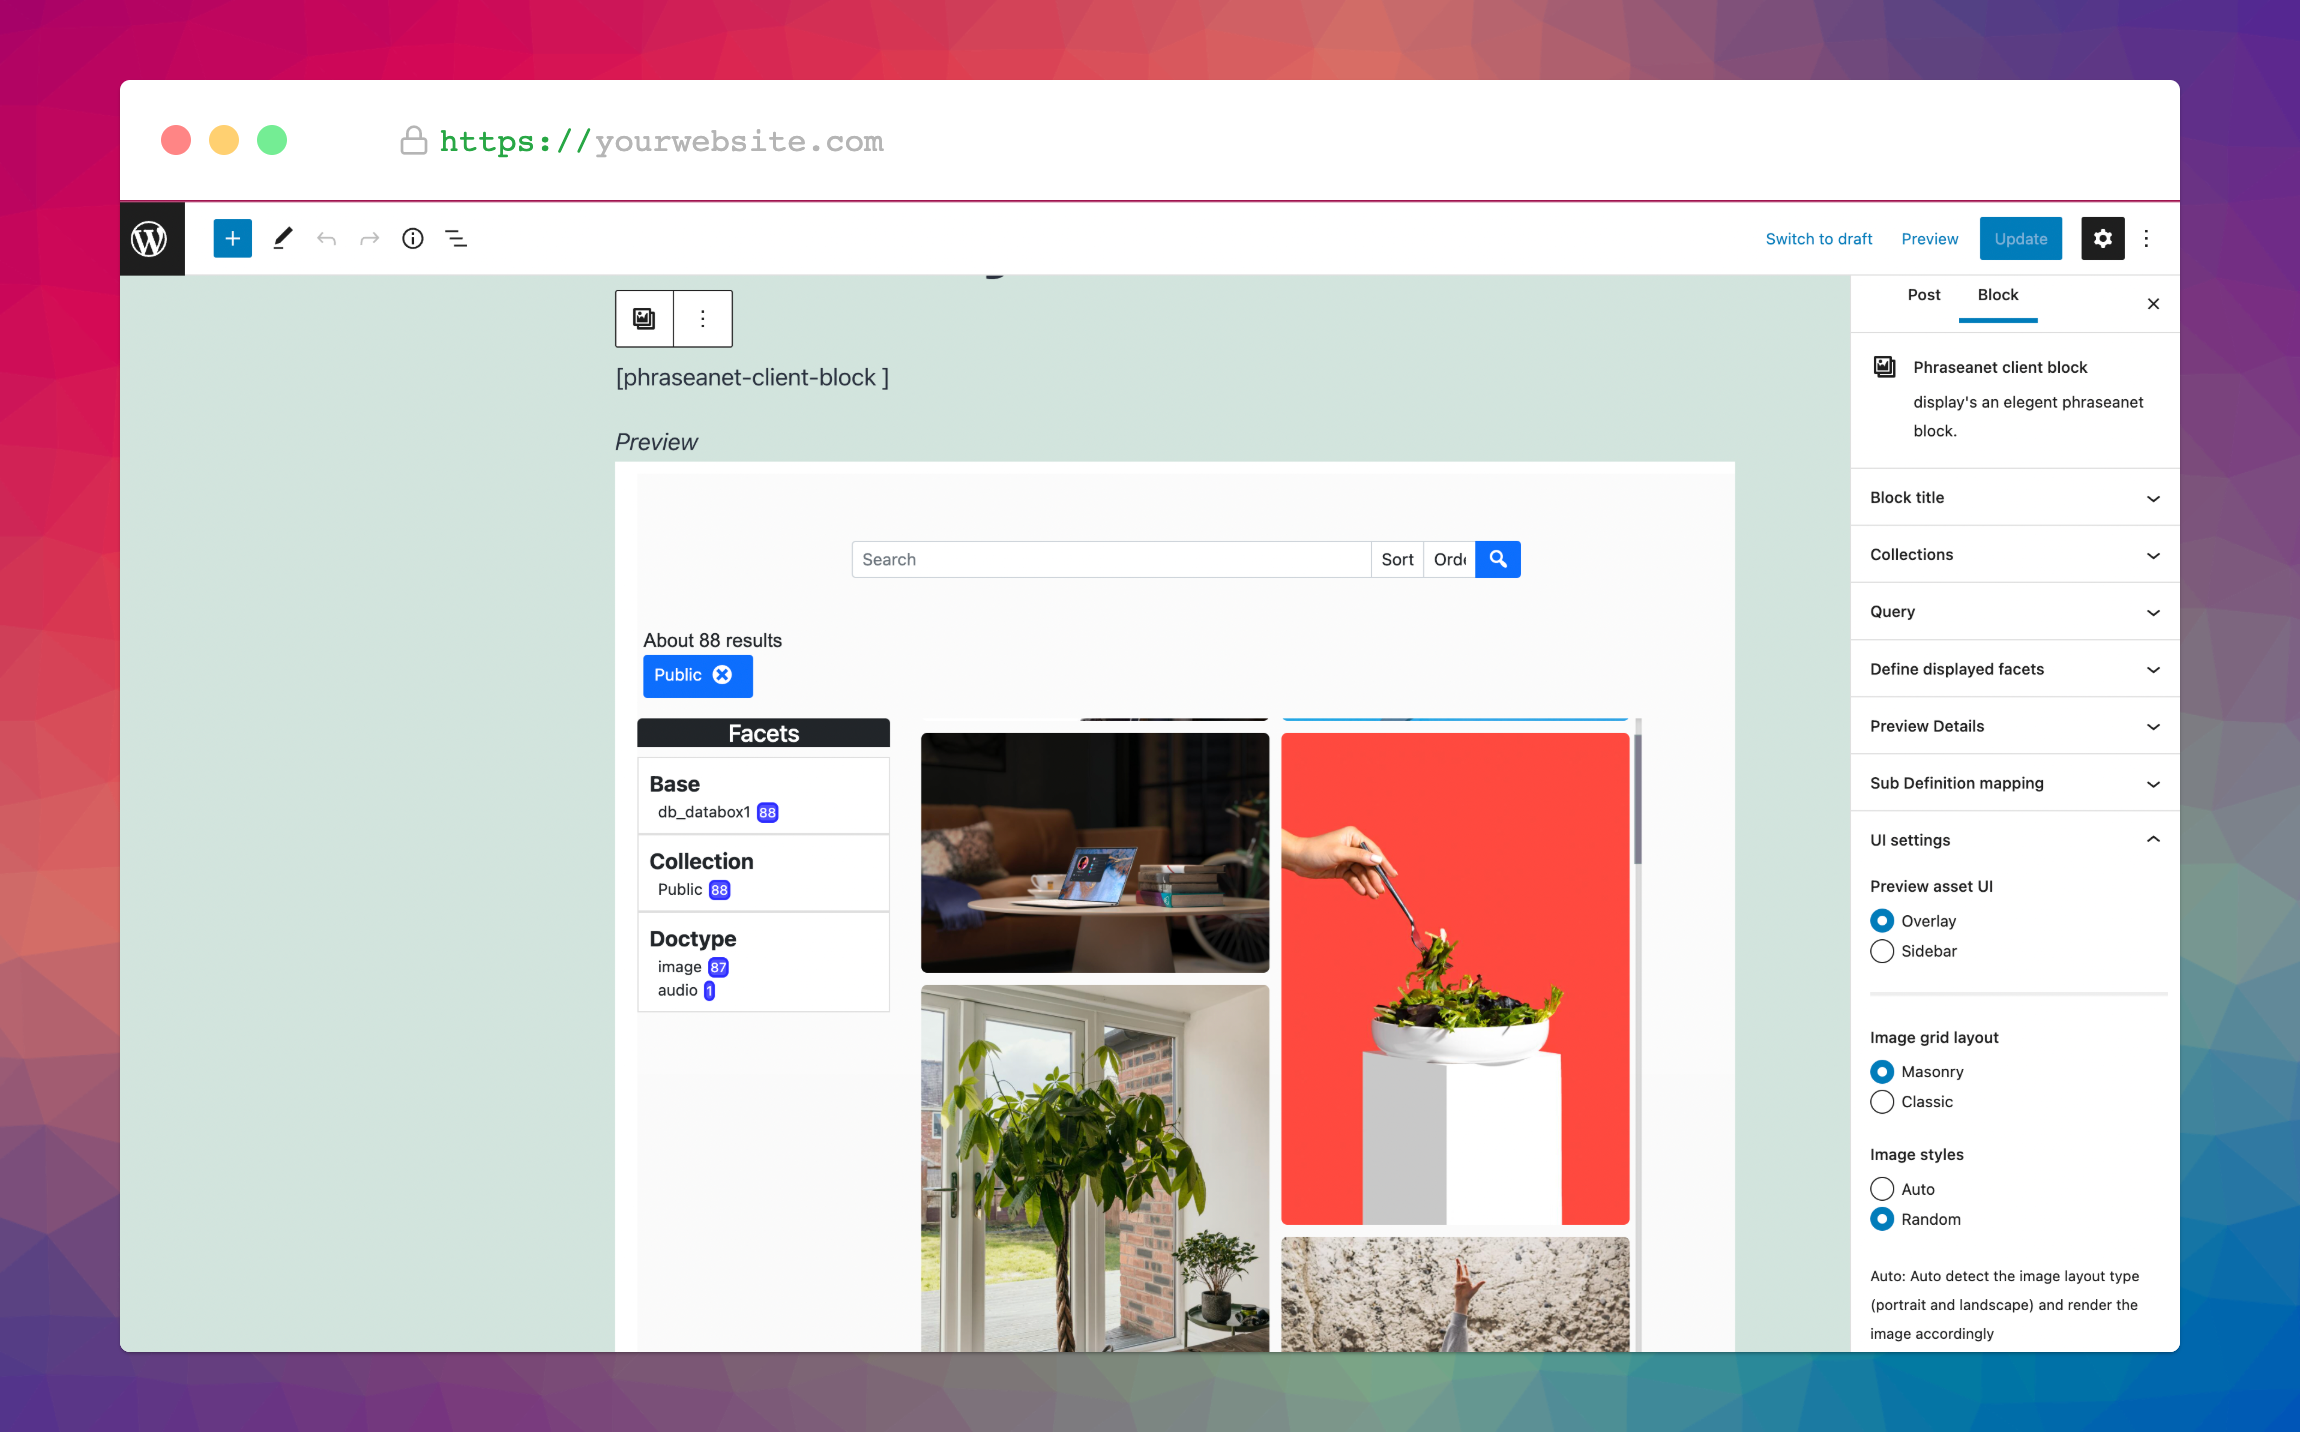 https://yourwebsite.com
Switch to draft
Preview
Update
[phraseanet-client-block ]
Preview
Search
Sort
Orde
About 88 results
Public
Facets
Base
db_databox1 88
Collection
Public 88
Doctype
image 87
audio 1
Post
Block
Phraseanet client block
display's an elegent phraseanet
block.
Block title
Collections
Query
Define displayed facets
Preview Details
Sub Definition mapping
UI settings
Preview asset UI
Overlay
Sidebar
Image grid layout
Masonry
Classic
Image styles
Auto
Random
Auto: Auto detect the image layout type
(portrait and landscape) and render the
image accordingly